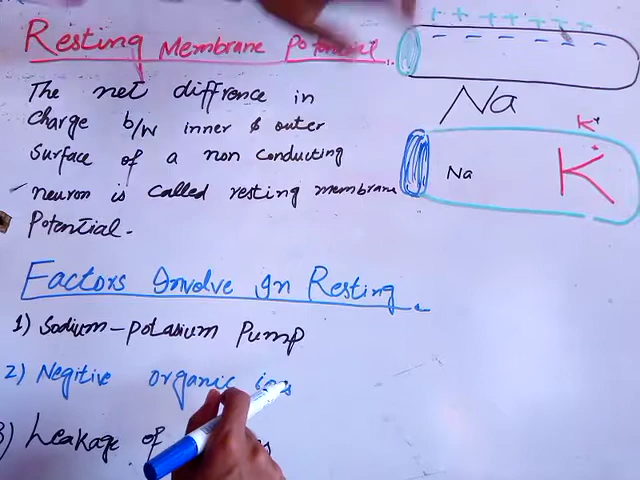 Resting Membrane Potential
The net diffrence in
charge b/w inner & outer
surface of a non conducting
neuron is called resting membrane
Potential.
Factors Involve In Resting
1) Sodium-Potasium Pump
2) Negitive organic ions
3) Leakage of
+ + + + + + +
- - - - - - -
Na
K+
Na
K+